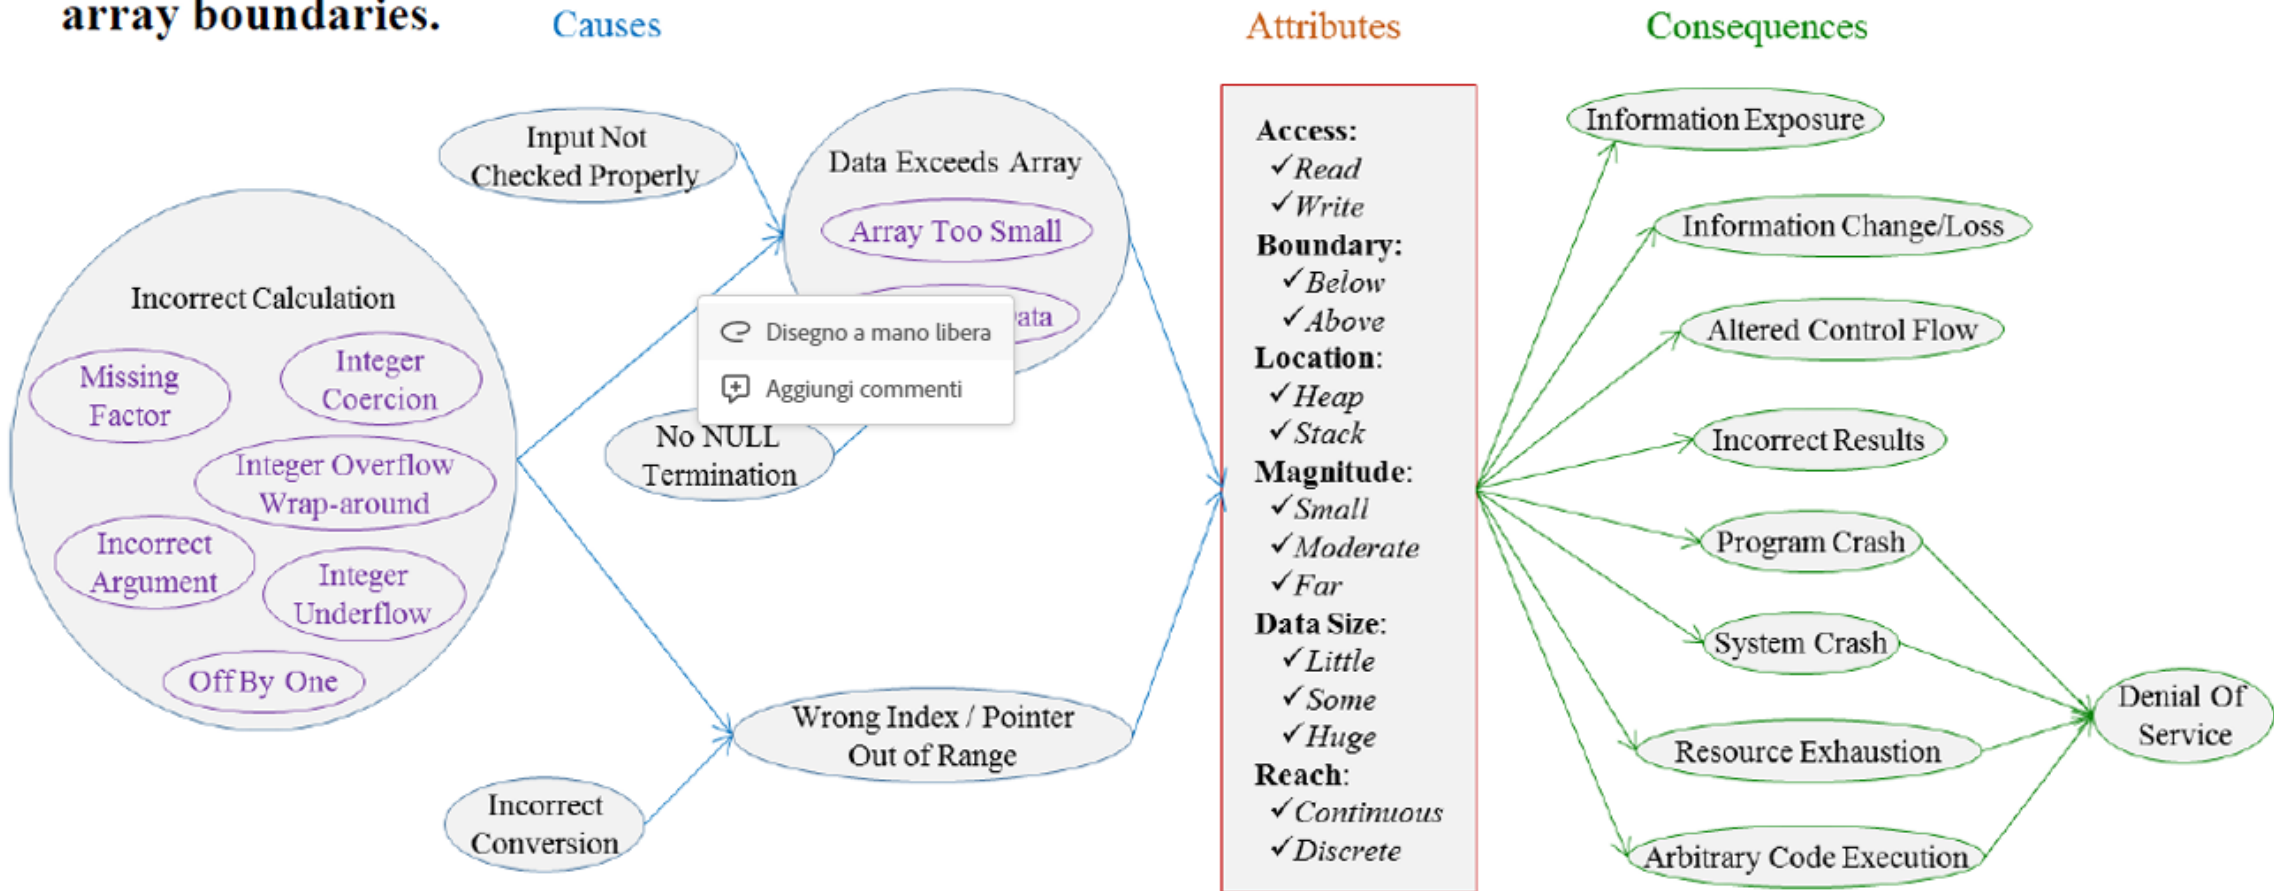 array boundaries.
Causes
Attributes
Consequences
Input Not
Checked Properly
Data Exceeds Array
Array Too Small
Incorrect Calculation
Missing
Factor
Integer
Coercion
Integer Overflow
Wrap-around
Incorrect
Argument
Integer
Underflow
Off By One
Disegno a mano libera
Aggiungi commenti
No NULL
Termination
Wrong Index / Pointer
Out of Range
Incorrect
Conversion
Access:
✓Read
✓Write
Boundary:
✓Below
✓Above
Location:
✓Heap
✓Stack
Magnitude:
✓Small
✓Moderate
✓Far
Data Size:
✓Little
✓Some
✓Huge
Reach:
✓Continuous
✓Discrete
Information Exposure
Information Change/Loss
Altered Control Flow
Incorrect Results
Program Crash
System Crash
Resource Exhaustion
Arbitrary Code Execution
Denial Of
Service